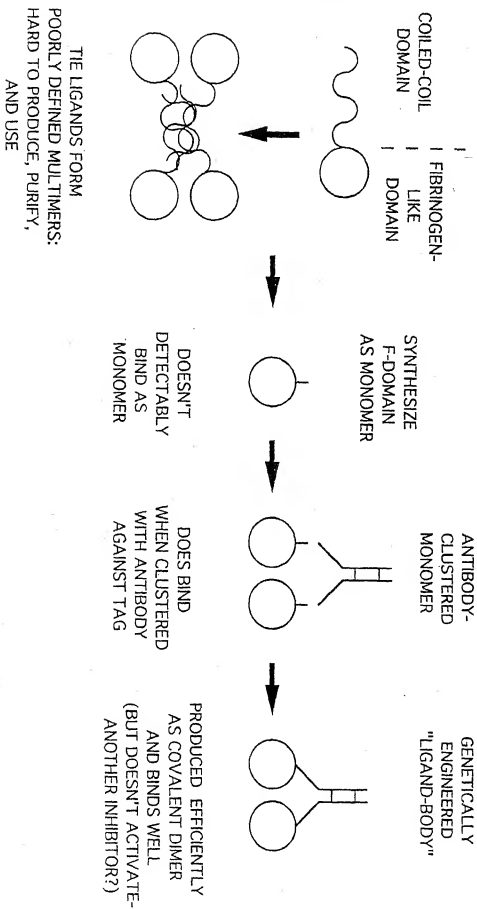 COILED-COIL
DOMAIN
FIBRINOGEN-
LIKE
DOMAIN
TIE LIGANDS FORM
POORLY DEFINED MULTIMERS:
HARD TO PRODUCE, PURIFY,
AND USE
SYNTHESIZE
F-DOMAIN
AS MONOMER
DOESN'T
DETECTABLY
BIND AS
MONOMER
ANTIBODY-
CLUSTERED
MONOMER
DOES BIND
WHEN CLUSTERED
WITH ANTIBODY
AGAINST TAG
GENETICALLY
ENGINEERED
"LIGAND-BODY"
PRODUCED EFFICIENTLY
AS COVALENT DIMER
AND BINDS WELL
(BUT DOESN'T ACTIVATE-
ANOTHER INHIBITOR?)